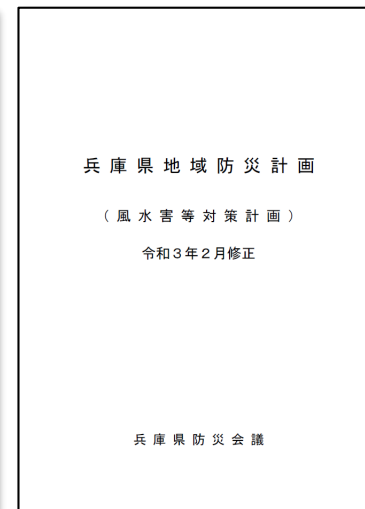 兵庫県地域防災計画
（風水害等対策計画）
令和３年２月修正
兵庫県防災会議